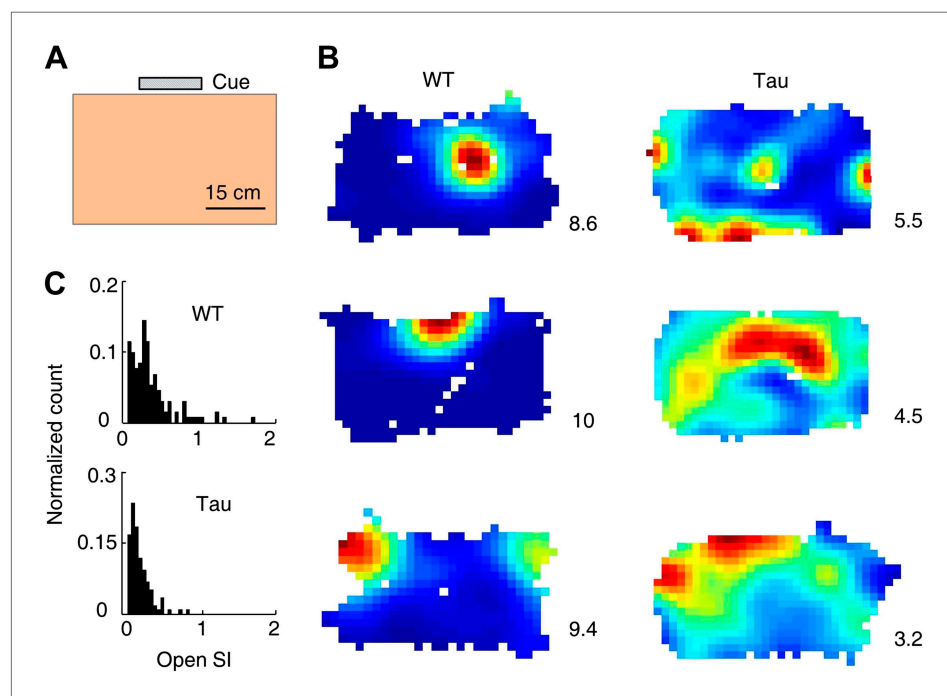 A
Cue
15 cm
B
WT
Tau
8.6
5.5
10
4.5
9.4
3.2
C
Normalized count
0.2
0.1
0
WT
0 1 2
0.3
0.15
0
Tau
0 1 2
Open SI